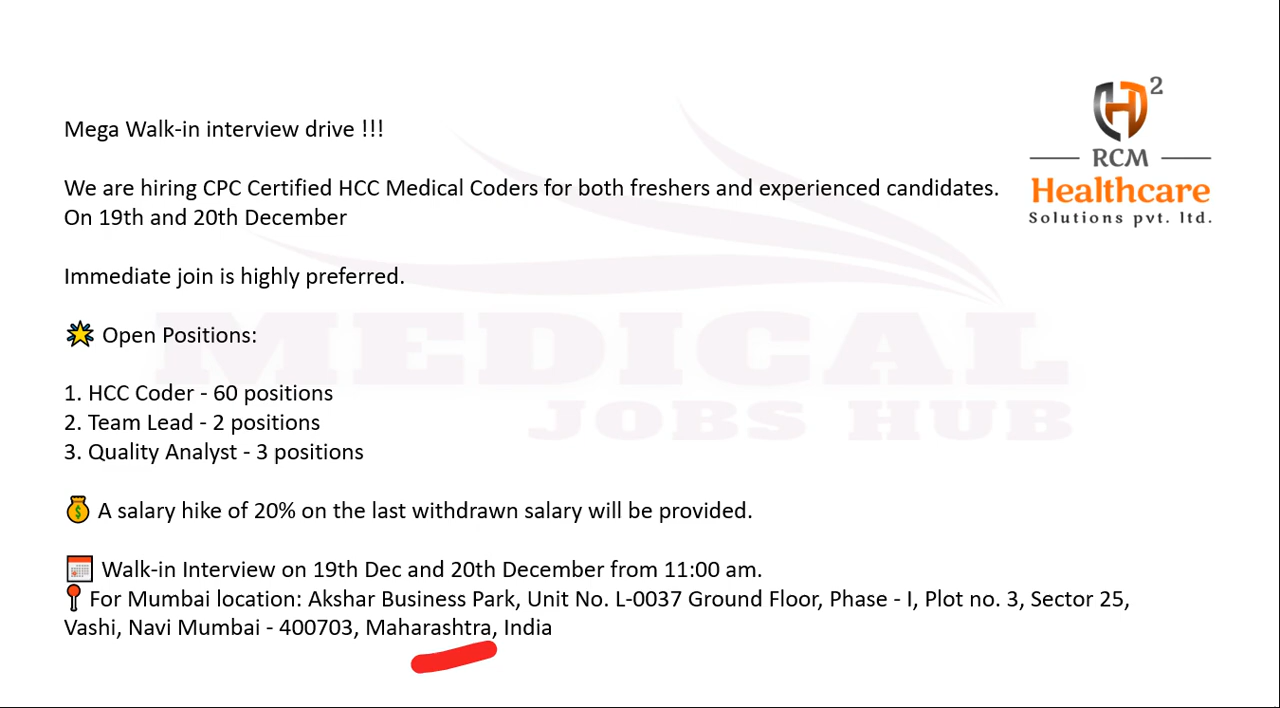 Mega Walk-in interview drive !!!
We are hiring CPC Certified HCC Medical Coders for both freshers and experienced candidates.
On 19th and 20th December
Immediate join is highly preferred.
🌟 Open Positions:
1. HCC Coder - 60 positions
2. Team Lead - 2 positions
3. Quality Analyst - 3 positions
💰 A salary hike of 20% on the last withdrawn salary will be provided.
📅 Walk-in Interview on 19th Dec and 20th December from 11:00 am.
📍 For Mumbai location: Akshar Business Park, Unit No. L-0037 Ground Floor, Phase - I, Plot no. 3, Sector 25,
Vashi, Navi Mumbai - 400703, Maharashtra, India
2
RCM
Healthcare
Solutions pvt. ltd.
MEDICAL
JOBS HUB